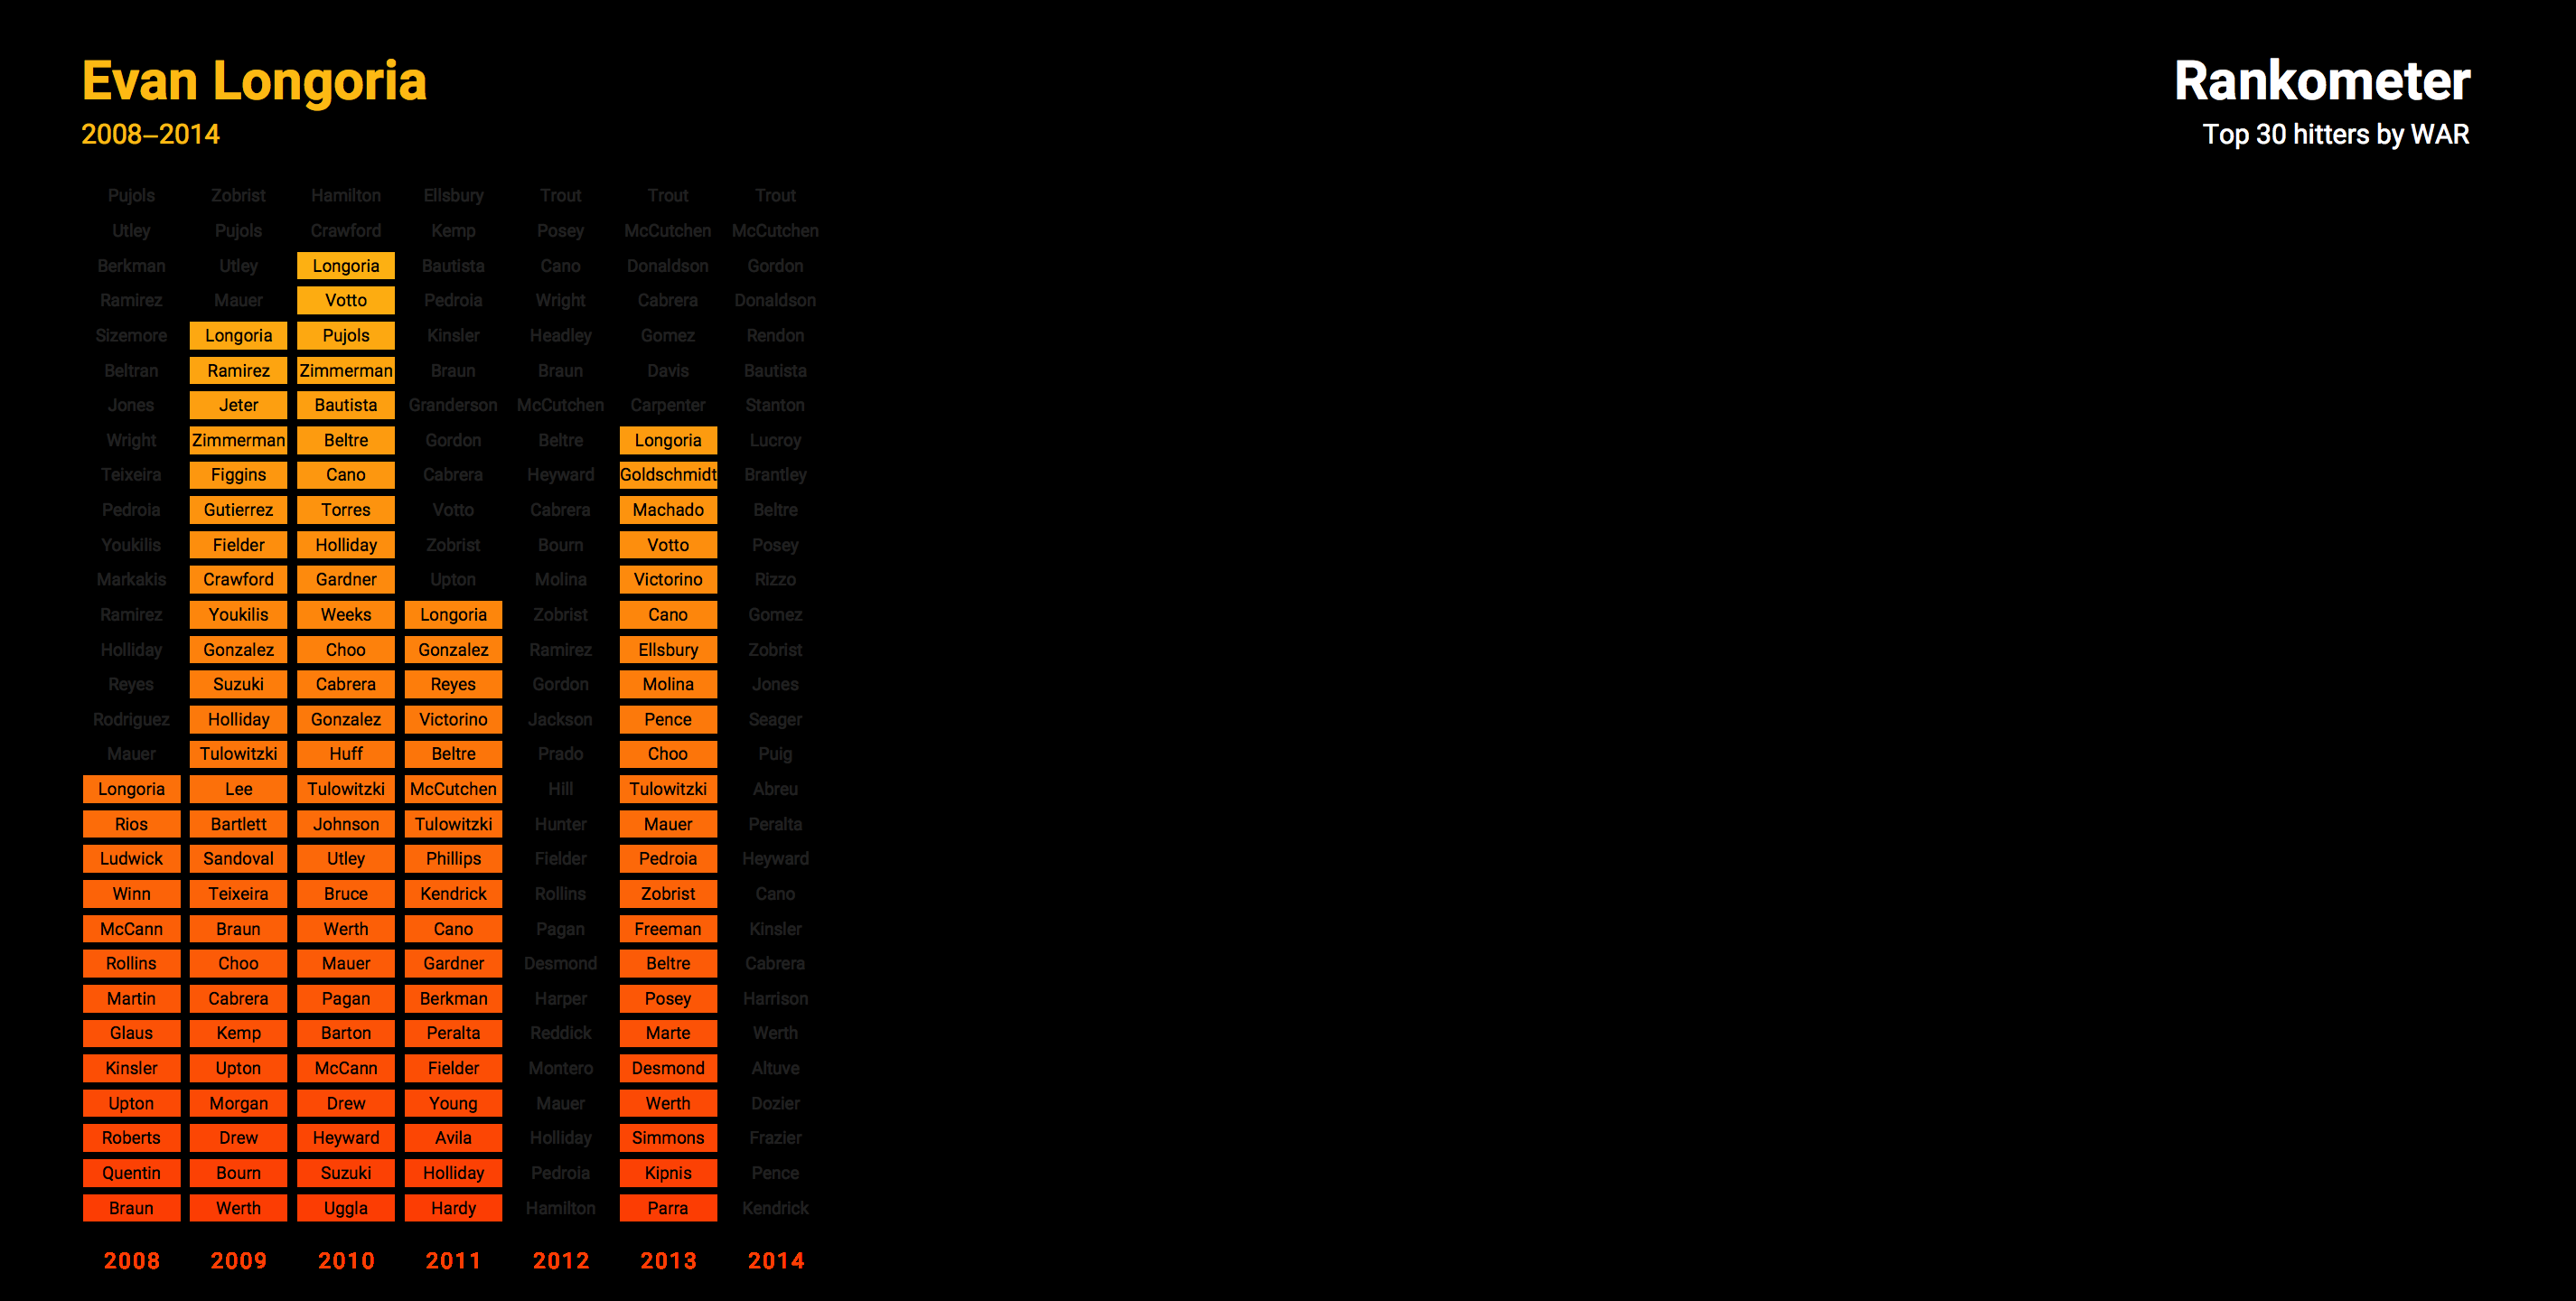 Evan Longoria
2008–2014
Rankometer
Top 30 hitters by WAR
Pujols Zobrist Hamilton Ellsbury Trout Trout Trout
Utley Pujols Crawford Kemp Posey McCutchen McCutchen
Berkman Utley Longoria Bautista Cano Donaldson Gordon
Ramirez Mauer Votto Pedroia Wright Cabrera Donaldson
Sizemore Longoria Pujols Kinsler Headley Gomez Rendon
Beltran Ramirez Zimmerman Braun Braun Davis Bautista
Jones Jeter Bautista Granderson McCutchen Carpenter Stanton
Wright Zimmerman Beltre Gordon Beltre Longoria Lucroy
Teixeira Figgins Cano Cabrera Heyward Goldschmidt Brantley
Pedroia Gutierrez Torres Votto Cabrera Machado Beltre
Youkilis Fielder Holliday Zobrist Bourn Votto Posey
Markakis Crawford Gardner Upton Molina Victorino Rizzo
Ramirez Youkilis Weeks Longoria Zobrist Cano Gomez
Holliday Gonzalez Choo Gonzalez Ramirez Ellsbury Zobrist
Reyes Suzuki Cabrera Reyes Gordon Molina Jones
Rodriguez Holliday Gonzalez Victorino Jackson Pence Seager
Mauer Tulowitzki Huff Beltre Prado Choo Puig
Longoria Lee Tulowitzki McCutchen Hill Tulowitzki Abreu
Rios Bartlett Johnson Tulowitzki Hunter Mauer Peralta
Ludwick Sandoval Utley Phillips Fielder Pedroia Heyward
Winn Teixeira Bruce Kendrick Rollins Zobrist Cano
McCann Braun Werth Cano Pagan Freeman Kinsler
Rollins Choo Mauer Gardner Desmond Beltre Cabrera
Martin Cabrera Pagan Berkman Harper Posey Harrison
Glaus Kemp Barton Peralta Reddick Marte Werth
Kinsler Upton McCann Fielder Montero Desmond Altuve
Upton Morgan Drew Young Mauer Werth Dozier
Roberts Drew Heyward Avila Holliday Simmons Frazier
Quentin Bourn Suzuki Holliday Pedroia Kipnis Pence
Braun Werth Uggla Hardy Hamilton Parra Kendrick
2008 2009 2010 2011 2012 2013 2014